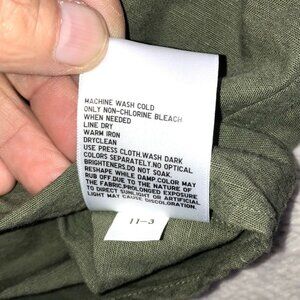 MACHINE WASH COLD
ONLY NON-CHLORINE BLEACH
WHEN NEEDED
LINE DRY
WARM IRON
DRYCLEAN
USE PRESS CLOTH.WASH DARK
COLORS SEPARATELY.NO OPTICAL
BRIGHTENERS.DO NOT SOAK.
RESHAPE WHILE DAMP.COLOR MAY
RUB OFF.DUE TO THE NATURE OF
THE FABRIC,PROLONGED EXPOSURE
TO DIRECT SUNLIGHT OR ARTIFICIAL
LIGHT MAY CAUSE DISCOLORATION.
11-3